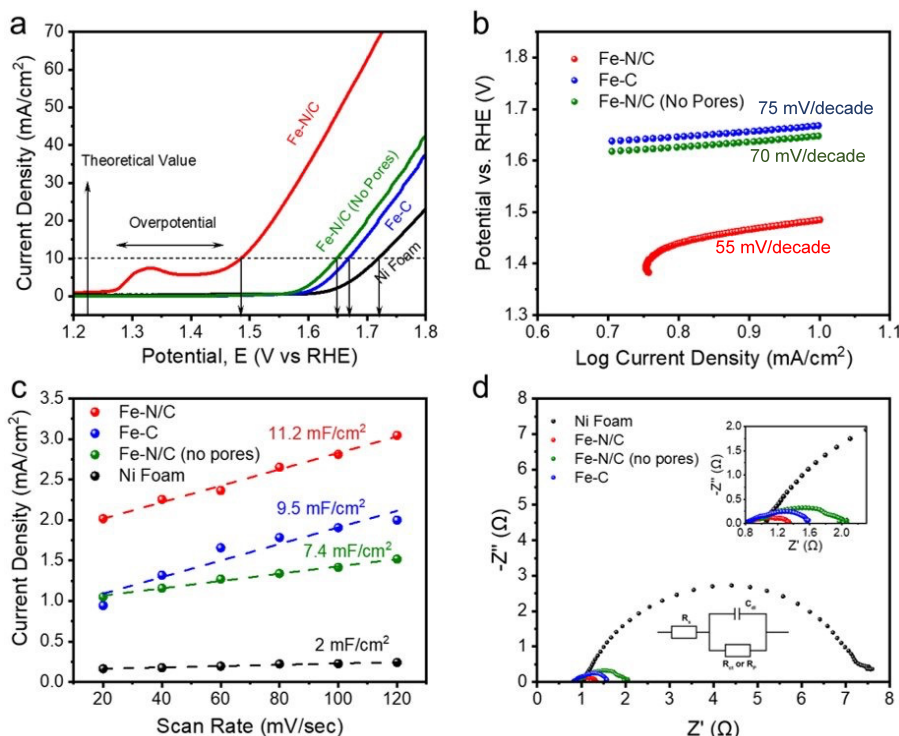 a
Current Density (mA/cm²)
70
60
50
40
30
20
10
0
Theoretical Value
Overpotential
Fe-N/C
Fe-N/C (No Pores)
Fe-C
Ni Foam
1.2 1.3 1.4 1.5 1.6 1.7 1.8
Potential, E (V vs RHE)
b
Potential vs. RHE (V)
1.8
1.7
1.6
1.5
1.4
1.3
Fe-N/C
Fe-C
Fe-N/C (No Pores)
75 mV/decade
70 mV/decade
55 mV/decade
0.6 0.7 0.8 0.9 1.0
Log Current Density (mA/cm²)
c
Current Density (mA/cm²)
3.5
3.0
2.5
2.0
1.5
1.0
0.5
0.0
Fe-N/C
Fe-C
Fe-N/C (no pores)
Ni Foam
11.2 mF/cm²
9.5 mF/cm²
7.4 mF/cm²
2 mF/cm²
20 40 60 80 100 120
Scan Rate (mV/sec)
d
-Z" (Ω)
8
7
6
5
4
3
2
1
0
Ni Foam
Fe-N/C
Fe-N/C (no pores)
Fe-C
-Z" (Ω)
2.0
1.5
1.0
0.5
0.0
0.8 1.2 1.6 2.0
Z' (Ω)
Rs
Cdl
Rct or Rp
0 1 2 3 4 5 6 7 8
Z' (Ω)